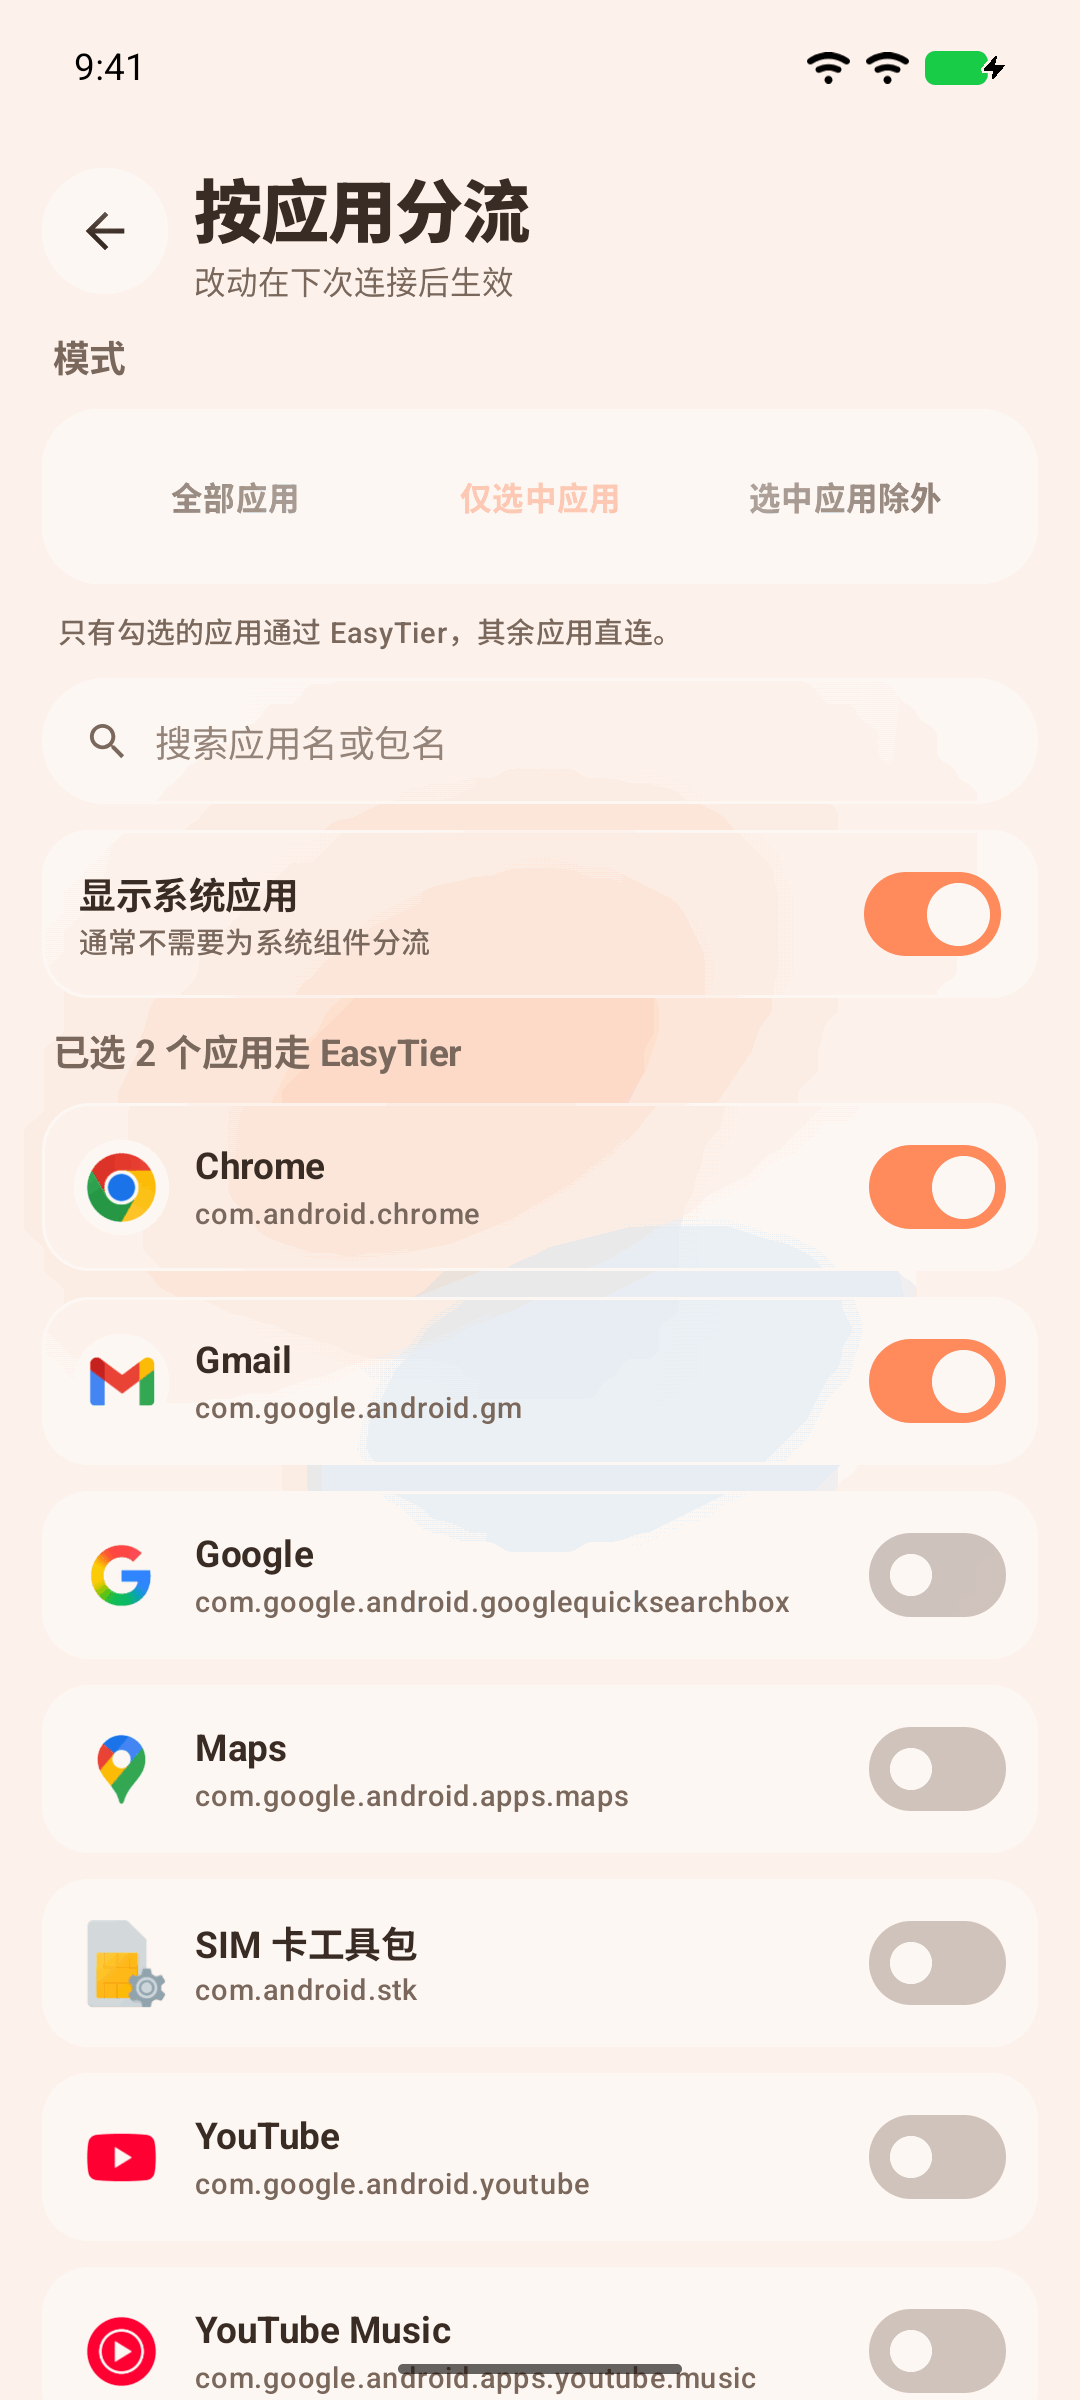 9:41
按应用分流
改动在下次连接后生效
模式
全部应用
仅选中应用
选中应用除外
只有勾选的应用通过 EasyTier，其余应用直连。
搜索应用名或包名
显示系统应用
通常不需要为系统组件分流
已选 2 个应用走 EasyTier
Chrome
com.android.chrome
Gmail
com.google.android.gm
Google
com.google.android.googlequicksearchbox
Maps
com.google.android.apps.maps
SIM 卡工具包
com.android.stk
YouTube
com.google.android.youtube
YouTube Music
com.google.android.apps.youtube.music